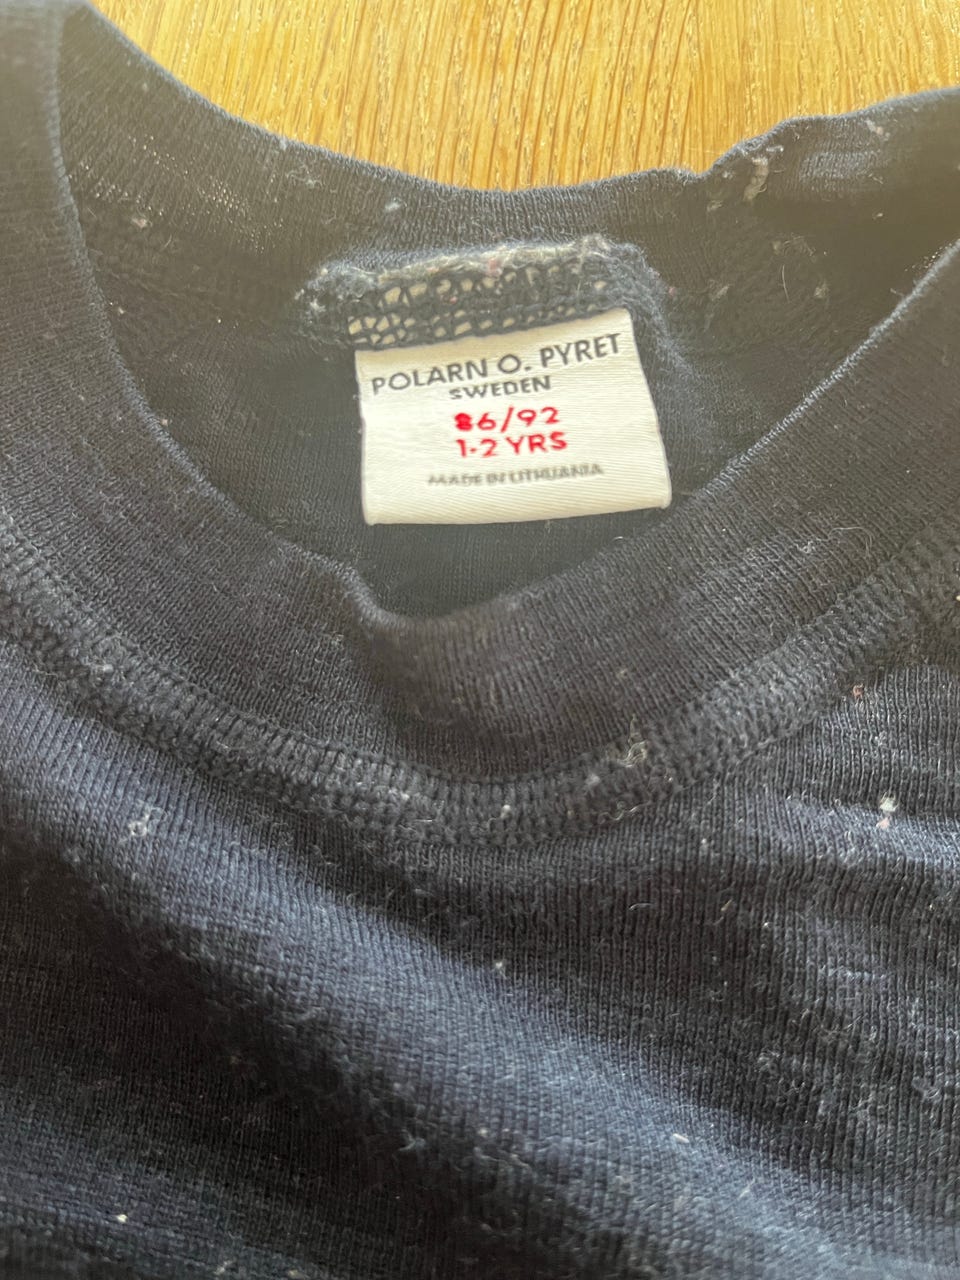 POLARN O. PYRET
SWEDEN
86/92
1-2 YRS
MADE IN LITHUANIA